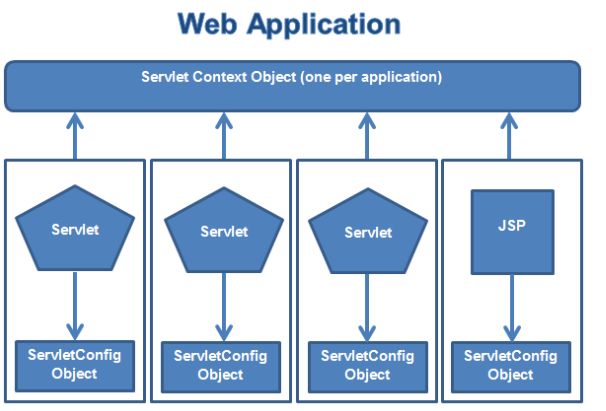 Web Application
Servlet Context Object (one per application)
Servlet
Servlet
Servlet
JSP
ServletConfig
Object
ServletConfig
Object
ServletConfig
Object
ServletConfig
Object